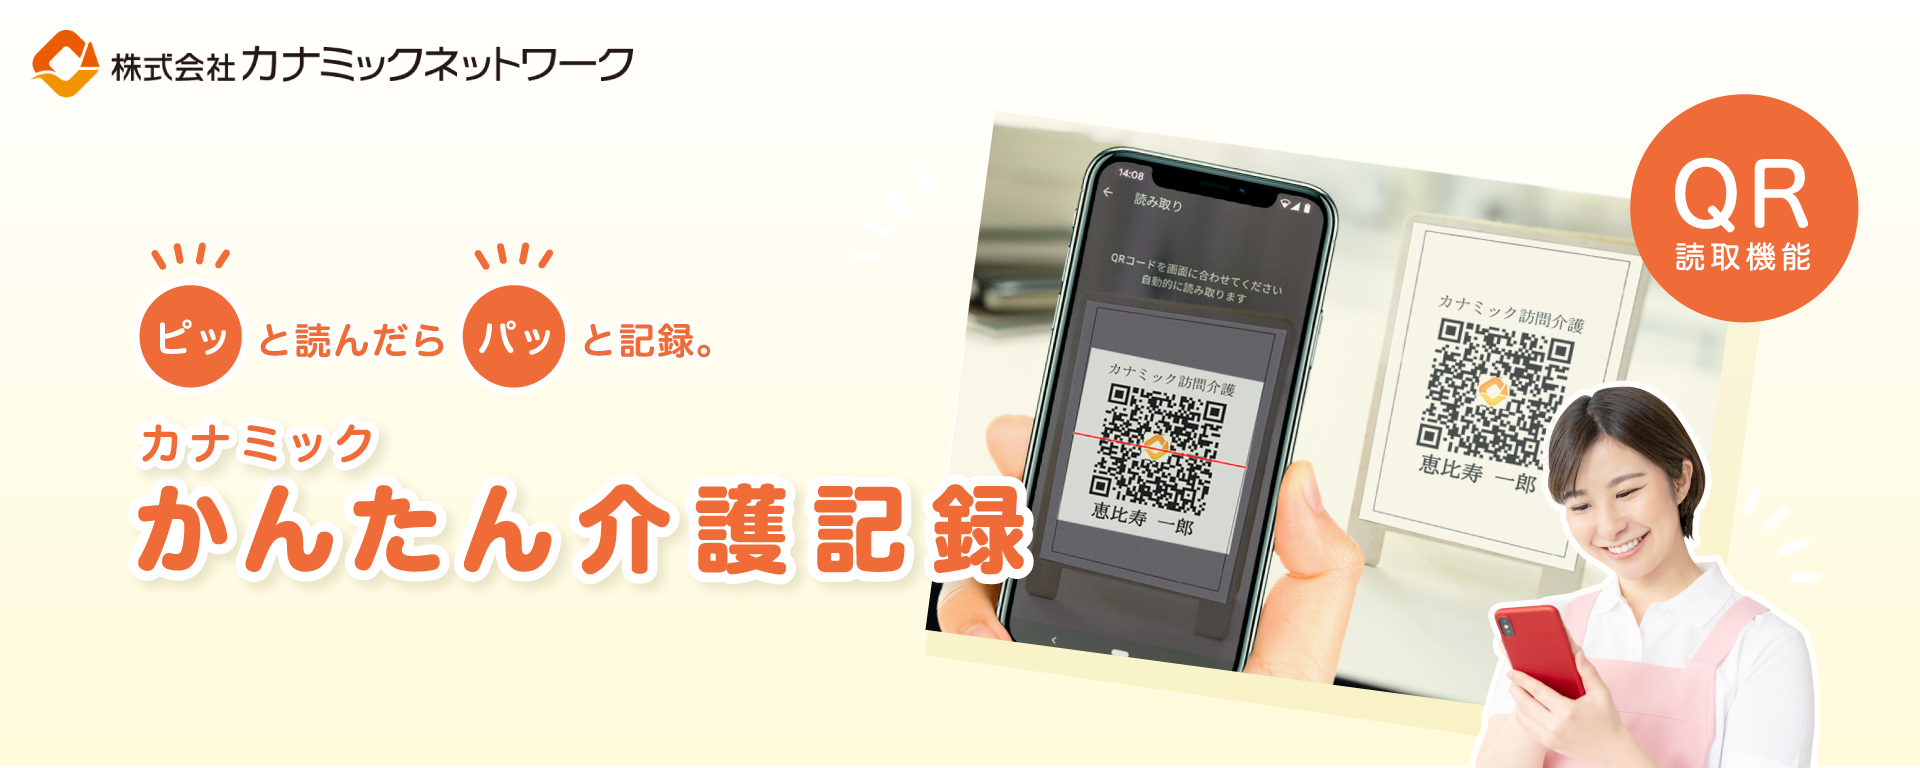 株式会社カナミックネットワーク
ピッと読んだらパッと記録。
カナミック
かんたん介護記録
14:08
読み取り
QRコードを画面に合わせてください
自動的に読み取ります
カナミック訪問介護
恵比寿 一郎
カナミック訪問介護
恵比寿 一郎
QR
読取機能